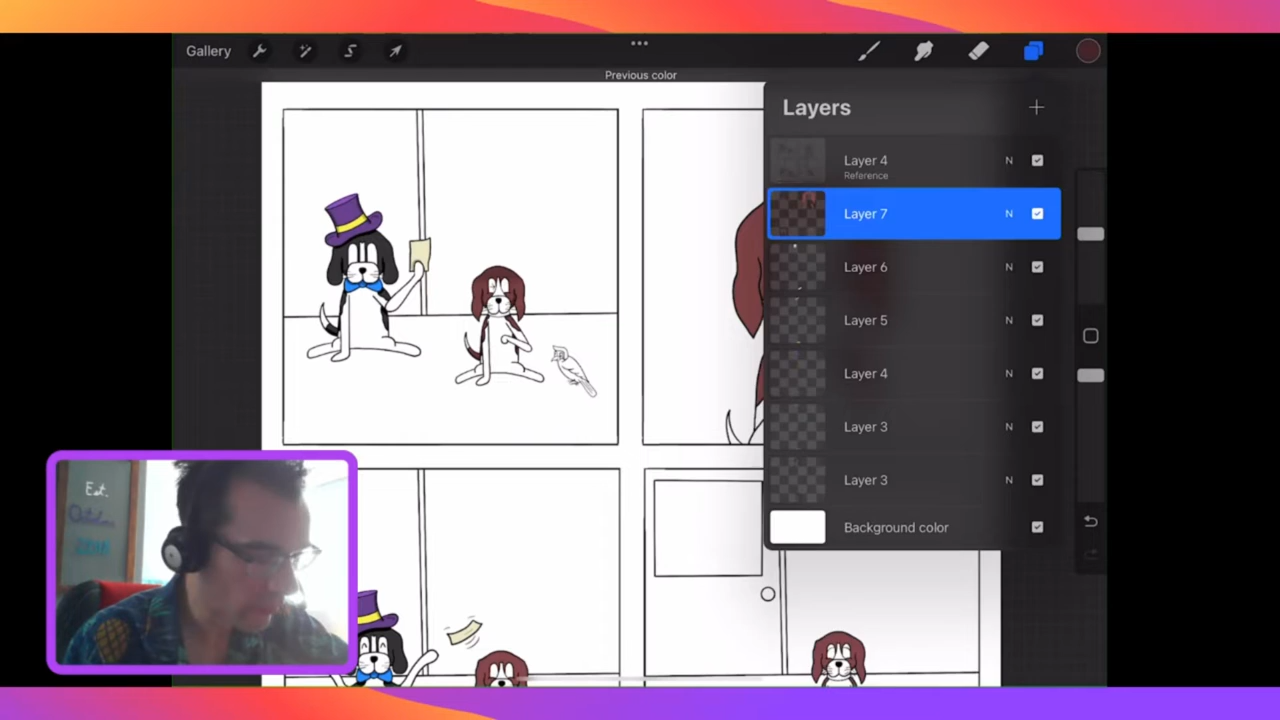 Gallery
Previous color
Layers
Layer 4
N
Reference
Layer 7
N
Layer 6
N
Layer 5
N
Layer 4
N
Layer 3
N
Layer 3
N
Background color
Est.